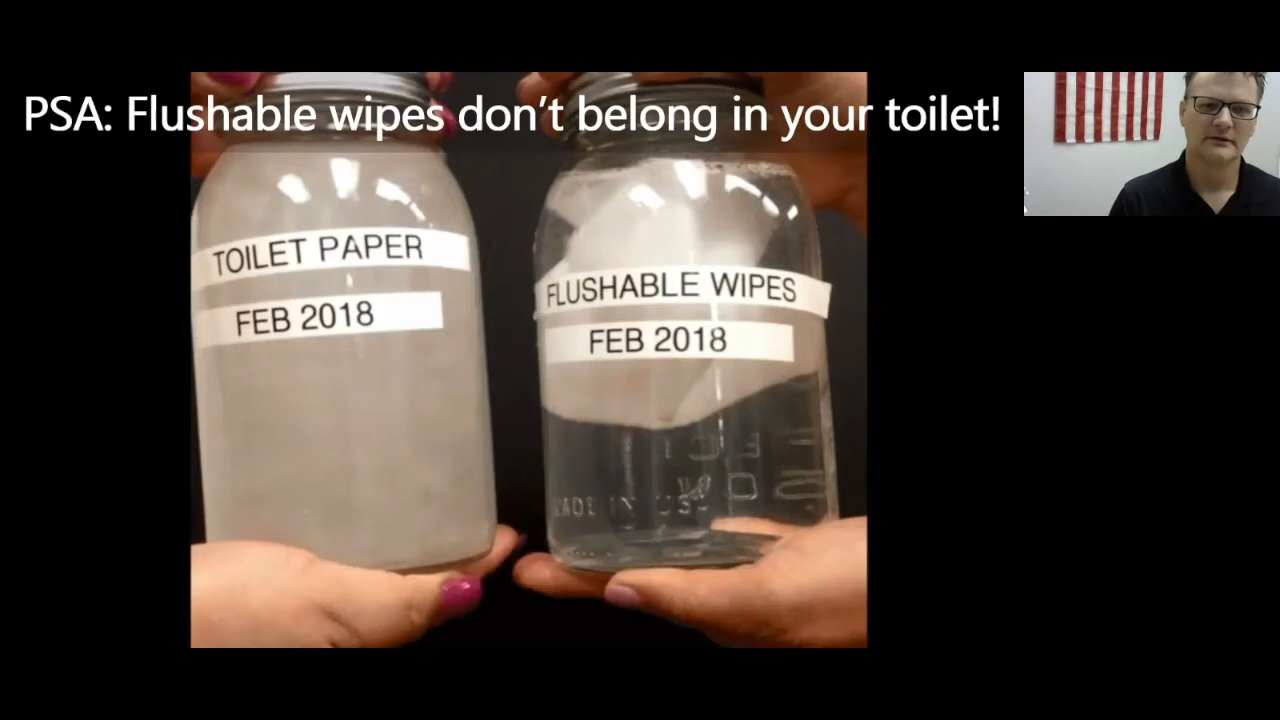 PSA: Flushable wipes don’t belong in your toilet!
TOILET PAPER
FEB 2018
FLUSHABLE WIPES
FEB 2018
MADE IN USA